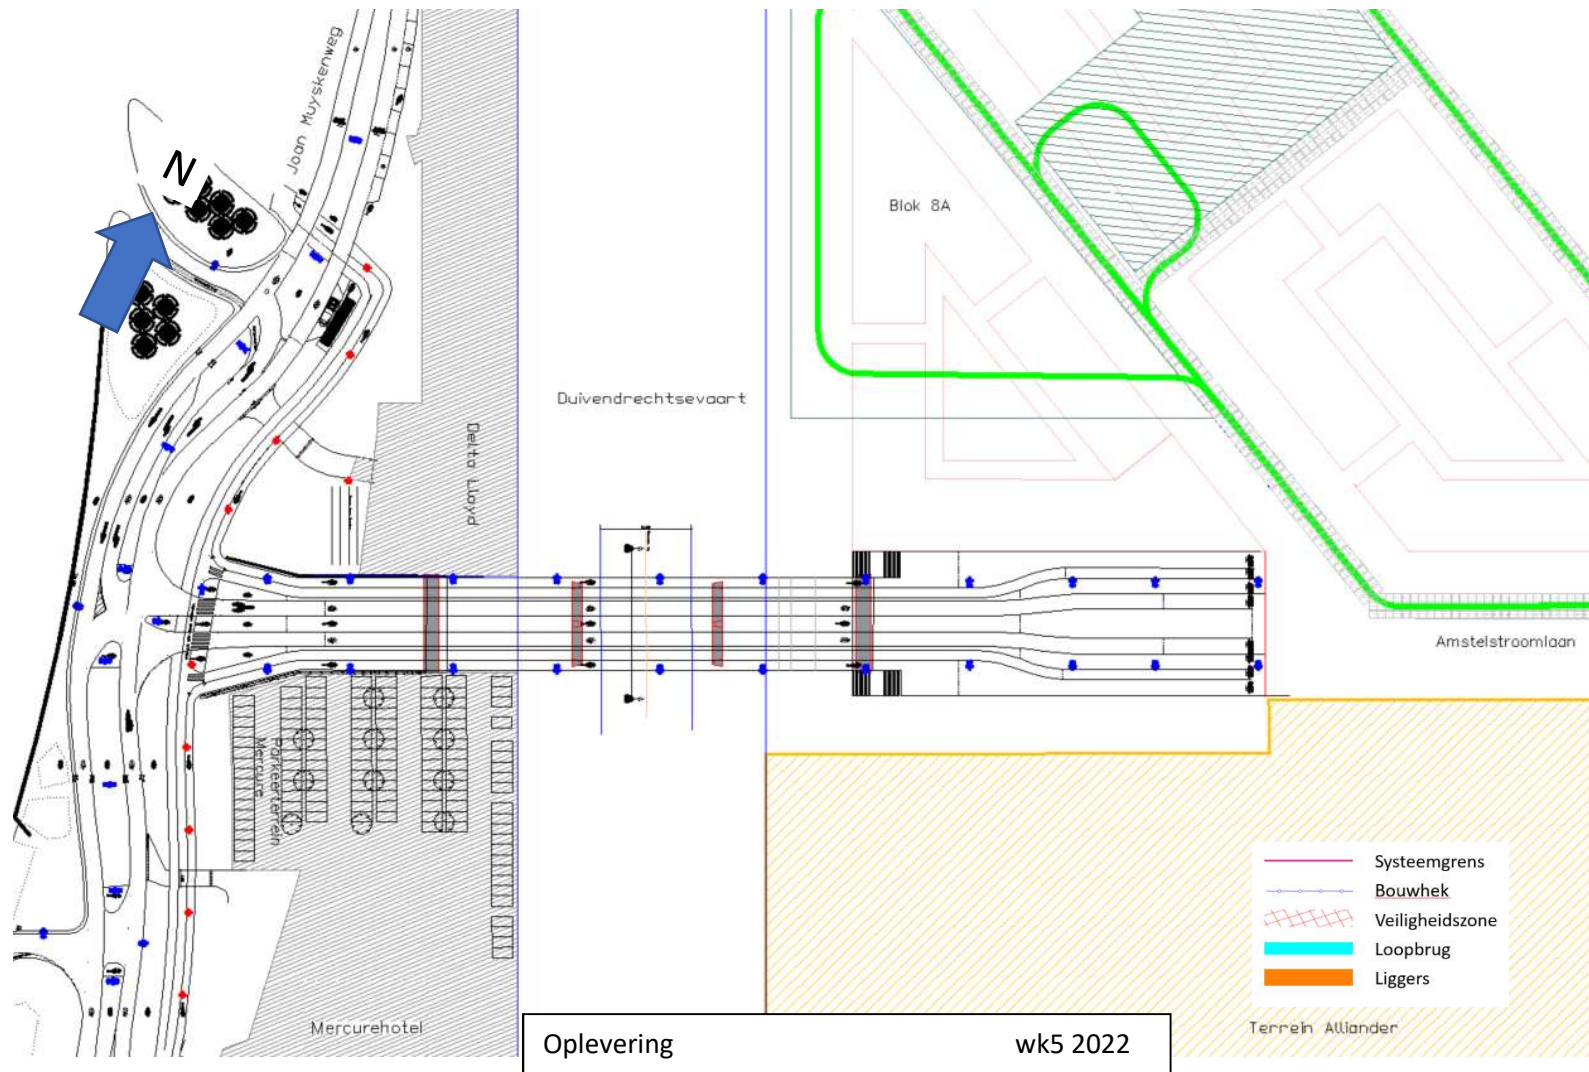 Joan Muyskenweg
N
Blok 8A
Duivendrechtsevaart
Delta Lloyd
Amstelstroomlaan
Parkeerterrein
Mercure
Systeemgrens
Bouwhek
Veiligheidszone
Loopbrug
Liggers
Mercurehotel
Terrein Alliander
Oplevering wk5 2022